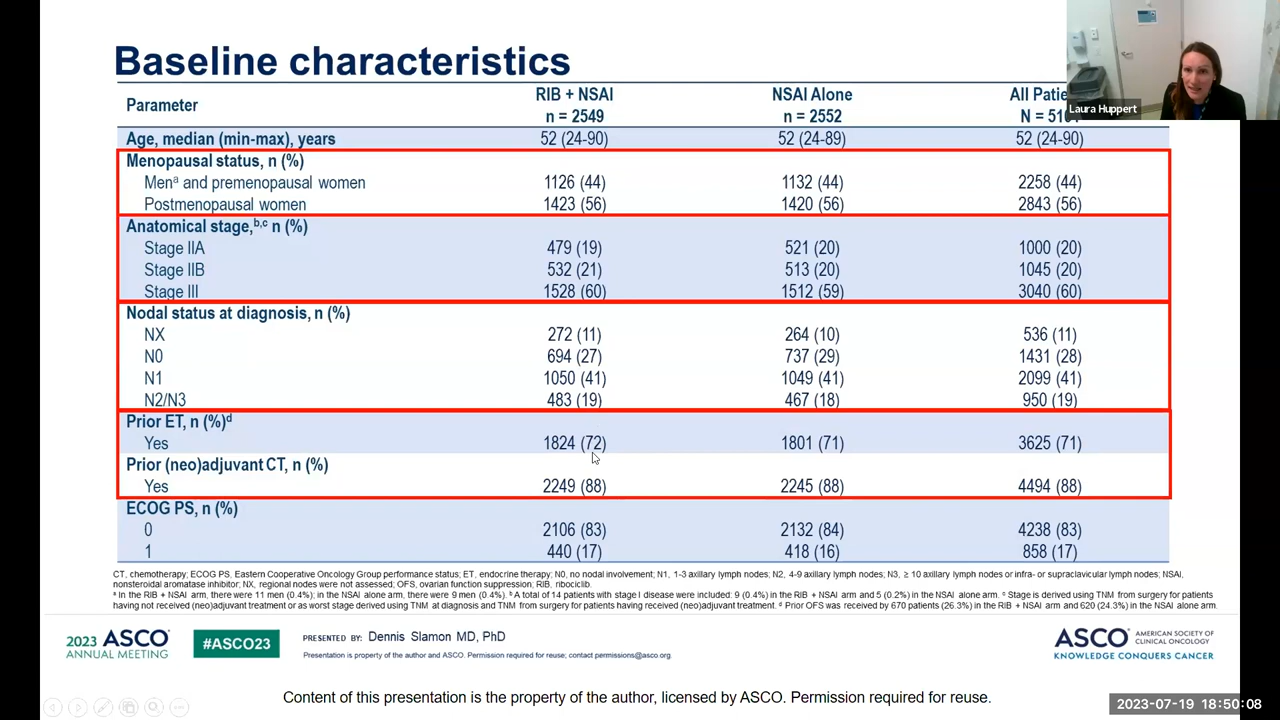 Baseline characteristics
Laura Huppert
Parameter RIB + NSAI n = 2549 NSAI Alone n = 2552 All N =
Age, median (min-max), years 52 (24-90) 52 (24-89) 52 (24-90)
Menopausal status, n (%)
Menᵃ and premenopausal women 1126 (44) 1132 (44) 2258 (44)
Postmenopausal women 1423 (56) 1420 (56) 2843 (56)
Anatomical stage,ᵇ,ᶜ n (%)
Stage IIA 479 (19) 521 (20) 1000 (20)
Stage IIB 532 (21) 513 (20) 1045 (20)
Stage III 1528 (60) 1512 (59) 3040 (60)
Nodal status at diagnosis, n (%)
NX 272 (11) 264 (10) 536 (11)
N0 694 (27) 737 (29) 1431 (28)
N1 1050 (41) 1049 (41) 2099 (41)
N2/N3 483 (19) 467 (18) 950 (19)
Prior ET, n (%)ᵈ
Yes 1824 (72) 1801 (71) 3625 (71)
Prior (neo)adjuvant CT, n (%)
Yes 2249 (88) 2245 (88) 4494 (88)
ECOG PS, n (%)
0 2106 (83) 2132 (84) 4238 (83)
1 440 (17) 418 (16) 858 (17)
CT, chemotherapy; ECOG PS, Eastern Cooperative Oncology Group performance status; ET, endocrine therapy; N0, no nodal involvement; N1, 1-3 axillary lymph nodes; N2, 4-9 axillary lymph nodes; N3, ≥ 10 axillary lymph nodes or infra- or supraclavicular lymph nodes; NSAI,
nonsteroidal aromatase inhibitor; NX, regional nodes were not assessed; OFS, ovarian function suppression; RIB, ribociclib.
ᵃ In the RIB + NSAI arm, there were 11 men (0.4%); in the NSAI alone arm, there were 9 men (0.4%). ᵇ A total of 14 patients with stage I disease were included: 9 (0.4%) in the RIB + NSAI arm and 5 (0.2%) in the NSAI alone arm. ᶜ Stage is derived using TNM from surgery for patients
having not received (neo)adjuvant treatment or as worst stage derived using TNM at diagnosis and TNM from surgery for patients having received (neo)adjuvant treatment. ᵈ Prior OFS was received by 670 patients (26.3%) in the RIB + NSAI arm and 620 (24.3%) in the NSAI alone arm.
2023 ASCO
ANNUAL MEETING
#ASCO23
PRESENTED BY: Dennis Slamon MD, PhD
Presentation is property of the author and ASCO. Permission required for reuse; contact permissions@asco.org.
ASCO AMERICAN SOCIETY OF
CLINICAL ONCOLOGY
KNOWLEDGE CONQUERS CANCER
Content of this presentation is the property of the author, licensed by ASCO. Permission required for reuse.
2023-07-19 18:50:08